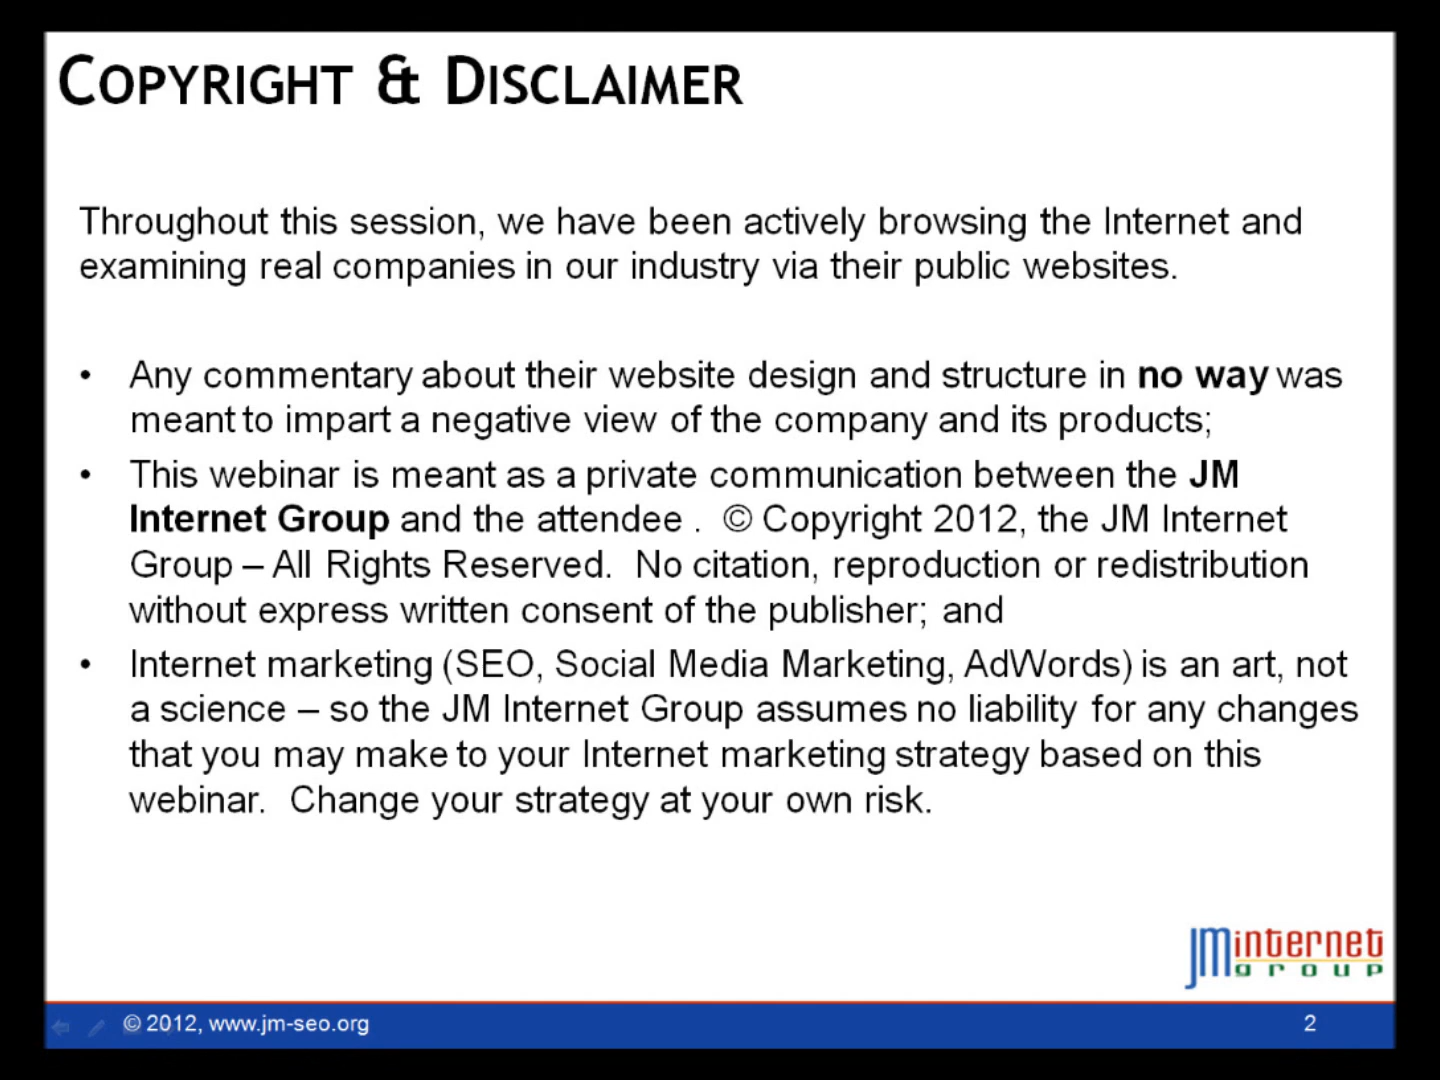 COPYRIGHT & DISCLAIMER
Throughout this session, we have been actively browsing the Internet and
examining real companies in our industry via their public websites.
• Any commentary about their website design and structure in no way was
meant to impart a negative view of the company and its products;
• This webinar is meant as a private communication between the JM
Internet Group and the attendee . © Copyright 2012, the JM Internet
Group – All Rights Reserved. No citation, reproduction or redistribution
without express written consent of the publisher; and
• Internet marketing (SEO, Social Media Marketing, AdWords) is an art, not
a science – so the JM Internet Group assumes no liability for any changes
that you may make to your Internet marketing strategy based on this
webinar. Change your strategy at your own risk.
JMinternet
group
© 2012, www.jm-seo.org
2